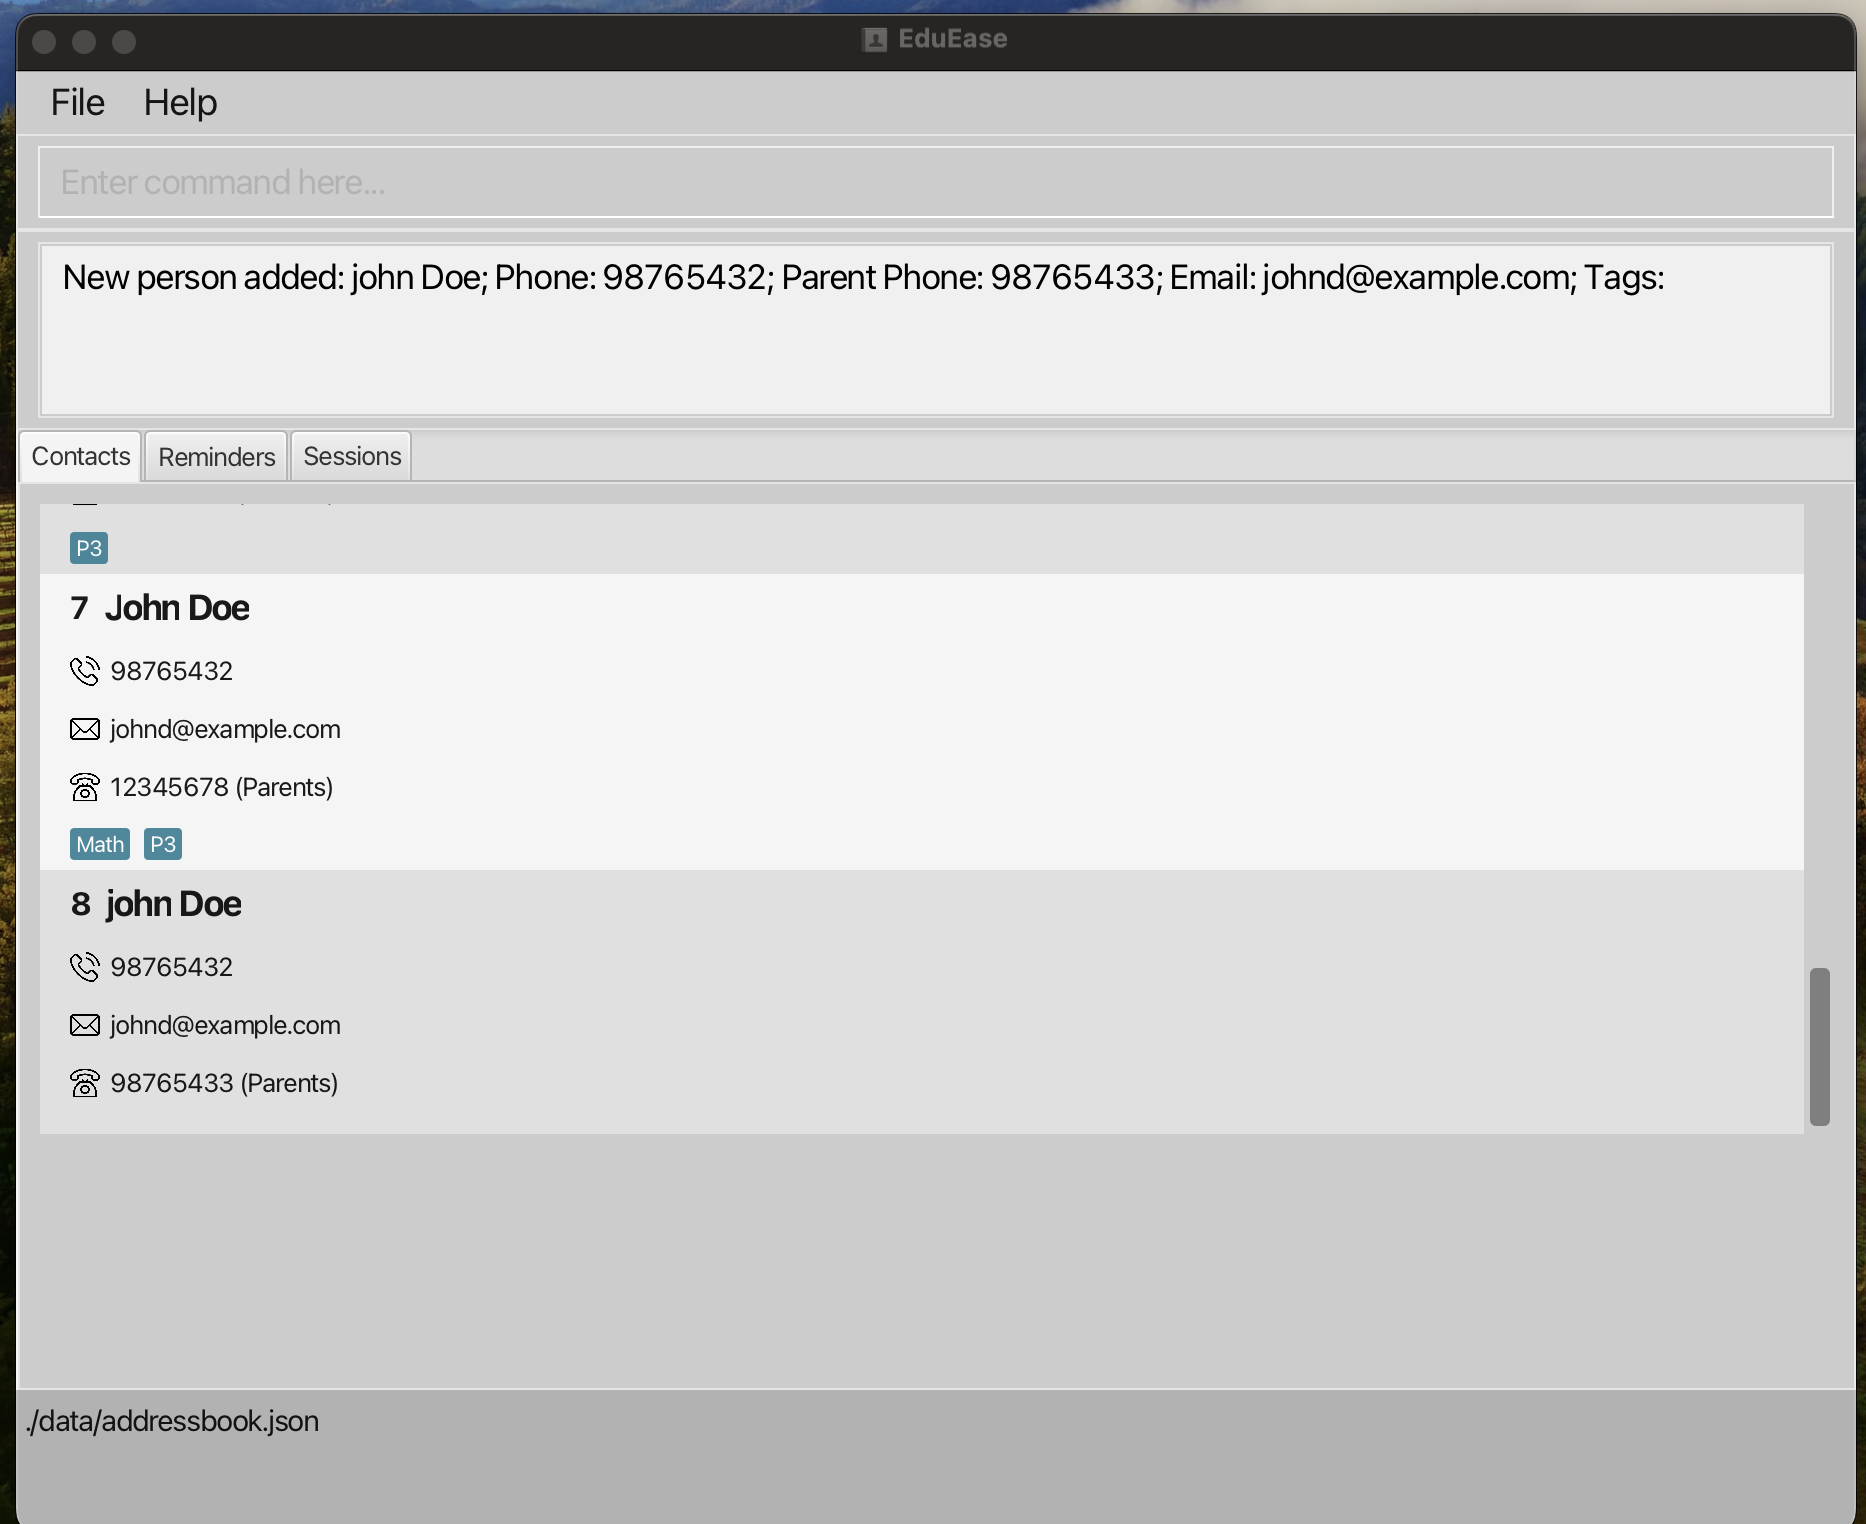 EduEase
File Help
Enter command here...
New person added: john Doe; Phone: 98765432; Parent Phone: 98765433; Email: johnd@example.com; Tags:
Contacts Reminders Sessions
P3
7 John Doe
98765432
johnd@example.com
12345678 (Parents)
Math P3
8 john Doe
98765432
johnd@example.com
98765433 (Parents)
./data/addressbook.json